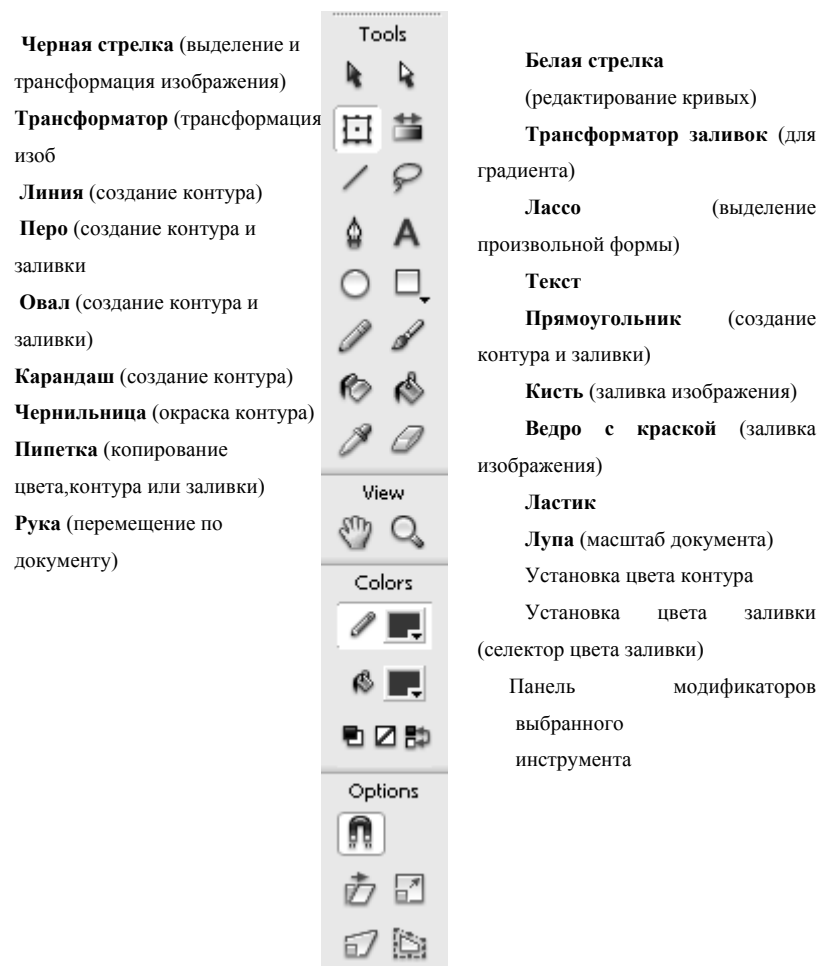 Черная стрелка (выделение и
трансформация изображения)
Трансформатор (трансформация
изоб
Линия (создание контура)
Перо (создание контура и
заливки
Овал (создание контура и
заливки)
Карандаш (создание контура)
Чернильница (окраска контура)
Пипетка (копирование
цвета,контура или заливки)
Рука (перемещение по
документу)
Tools
A
View
Colors
Options
Белая стрелка
(редактирование кривых)
Трансформатор заливок (для
градиента)
Лассо (выделение
произвольной формы)
Текст
Прямоугольник (создание
контура и заливки)
Кисть (заливка изображения)
Ведро с краской (заливка
изображения)
Ластик
Лупа (масштаб документа)
Установка цвета контура
Установка цвета заливки
(селектор цвета заливки)
Панель модификаторов
выбранного
инструмента